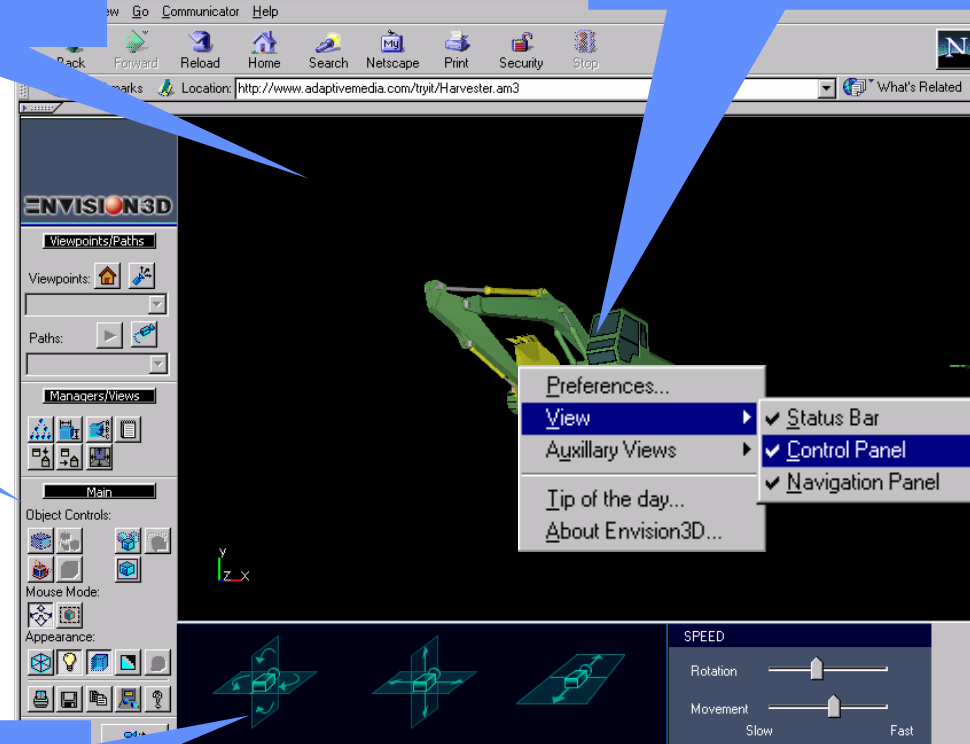 ew Go Communicator Help
Back Forward Reload Home Search My Netscape Print Security Stop
marks Location: http://www.adaptivemedia.com/tryit/Harvester.am3 What's Related
N
ENVISION3D
Viewpoints/Paths
Viewpoints:
Paths:
Managers/Views
Main
Object Controls:
Mouse Mode:
Appearance:
Preferences...
View
Auxillary Views
Tip of the day...
About Envision3D...
Status Bar
Control Panel
Navigation Panel
y
z x
SPEED
Rotation
Movement
Slow Fast